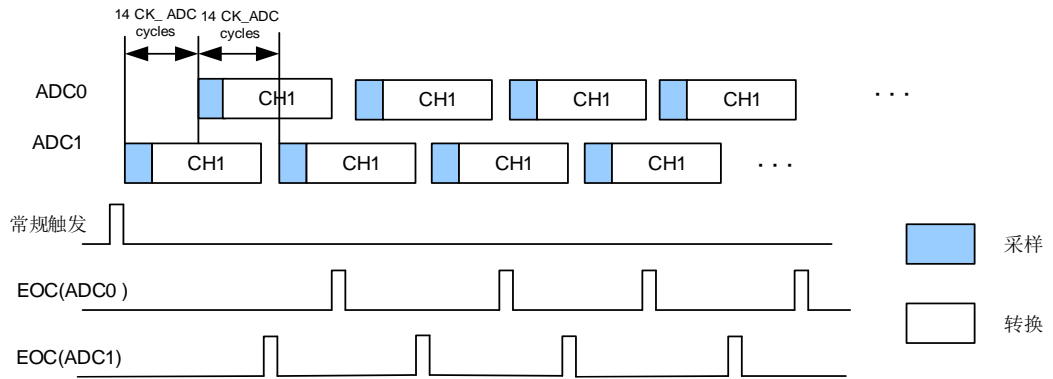 14 CK_ ADC
cycles
14 CK_ADC
cycles
ADC0
CH1
CH1
CH1
CH1
. . .
ADC1
CH1
CH1
CH1
CH1
. . .
常规触发
采样
EOC(ADC0 )
转换
EOC(ADC1)